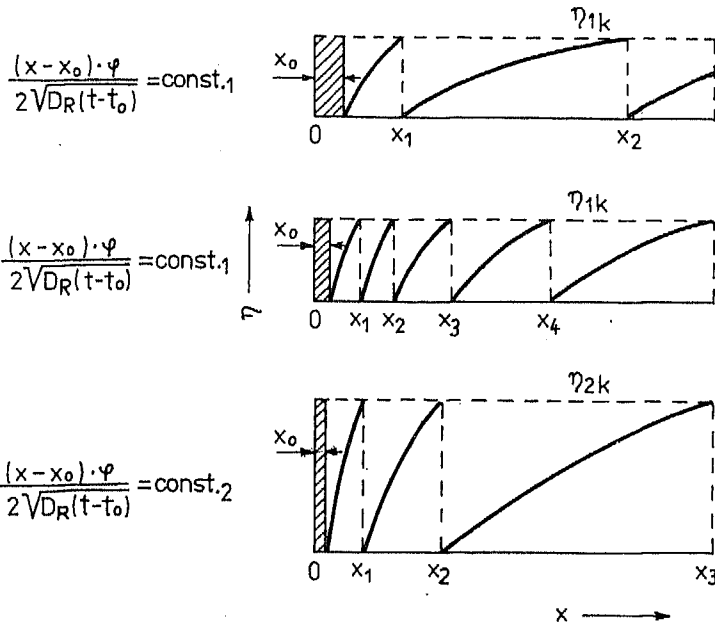 η1k
(x-x₀)·φ
2√D_R(t-t₀)
=const.₁
x₀
0 x₁ x₂
η1k
(x-x₀)·φ
2√D_R(t-t₀)
=const.₁
x₀
η
0 x₁ x₂ x₃ x₄
η2k
x₀
(x-x₀)·φ
2√D_R(t-t₀)
=const.₂
0 x₁ x₂ x₃
x